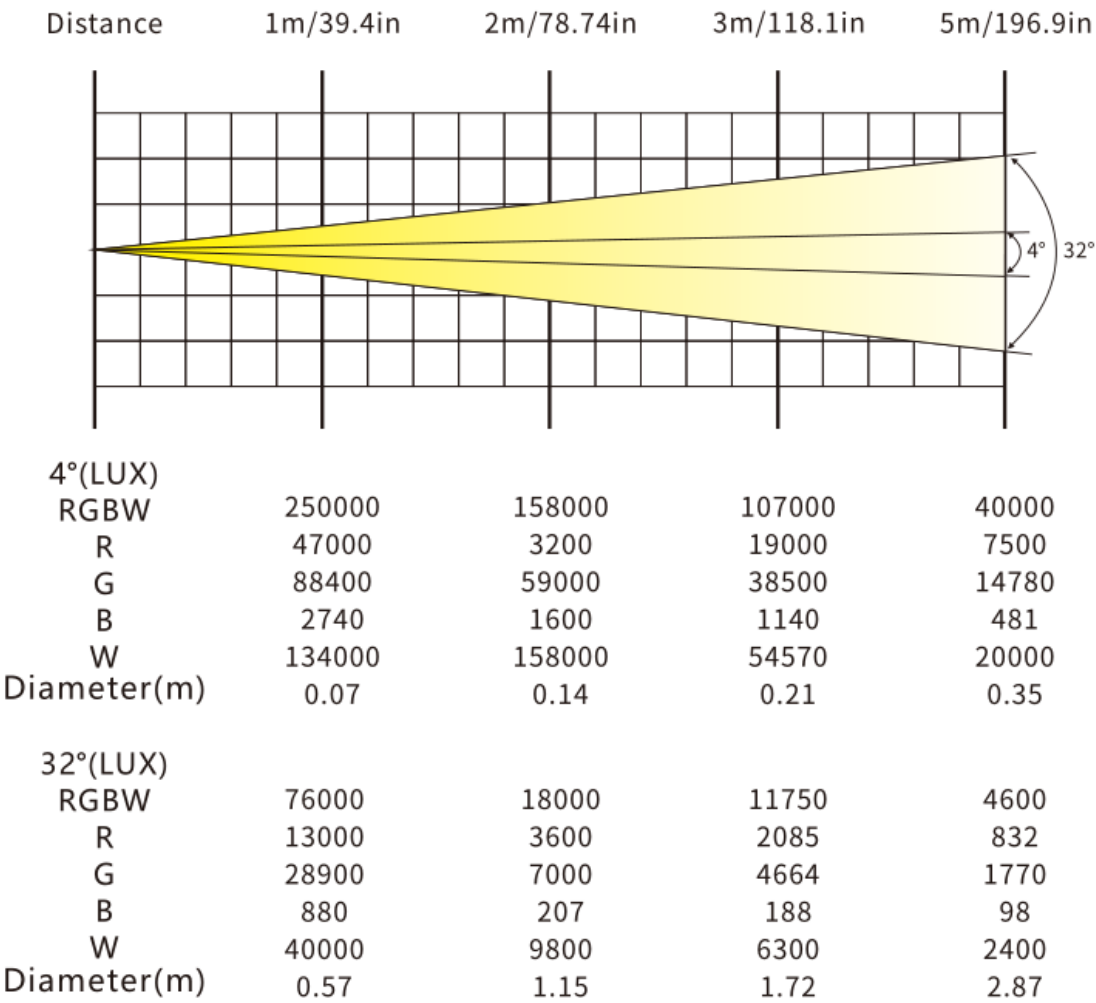 Distance 1m/39.4in 2m/78.74in 3m/118.1in 5m/196.9in
4° 32°
4°(LUX)
RGBW 250000 158000 107000 40000
R 47000 3200 19000 7500
G 88400 59000 38500 14780
B 2740 1600 1140 481
W 134000 158000 54570 20000
Diameter(m) 0.07 0.14 0.21 0.35
32°(LUX)
RGBW 76000 18000 11750 4600
R 13000 3600 2085 832
G 28900 7000 4664 1770
B 880 207 188 98
W 40000 9800 6300 2400
Diameter(m) 0.57 1.15 1.72 2.87